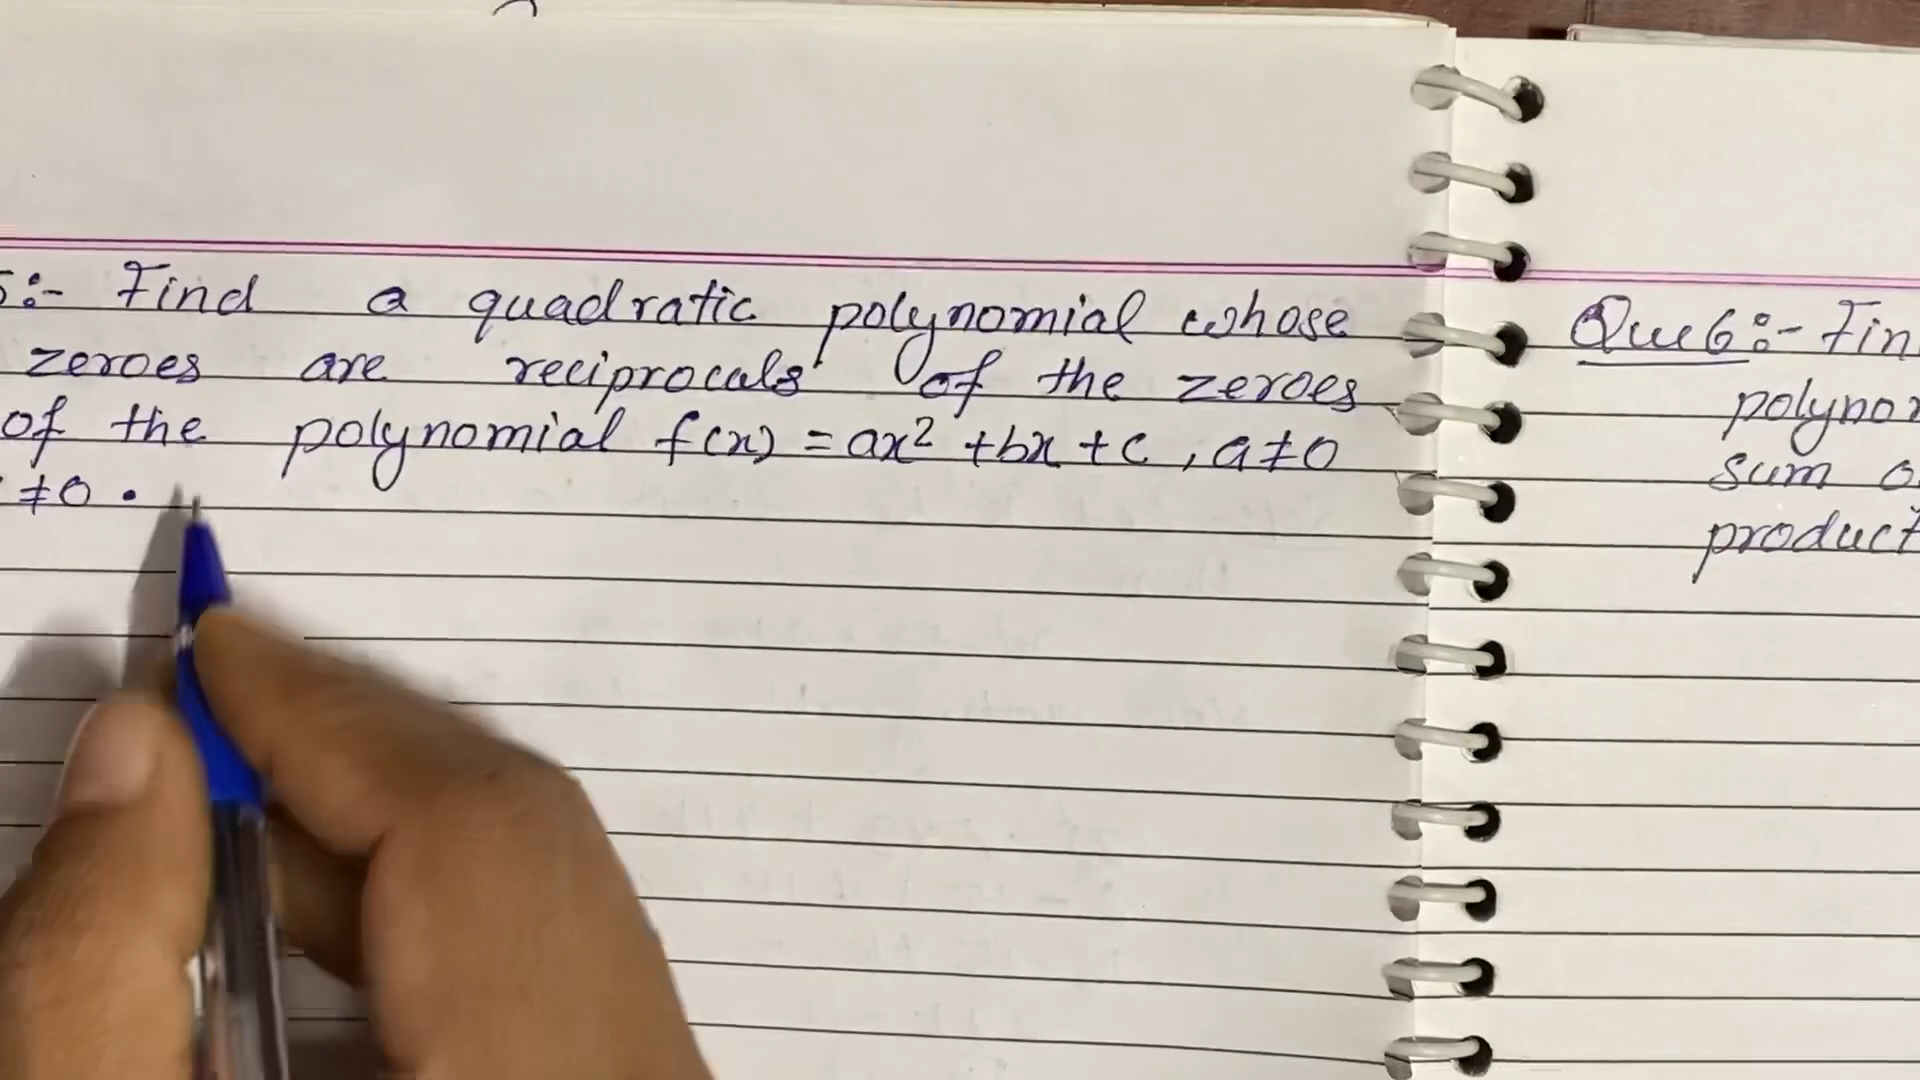 5:- Find a quadratic polynomial whose
zeroes are reciprocals of the zeroes
of the polynomial f(x) = ax² + bx + c , a ≠ 0
≠ 0 .
Que 6:- Fin
polyno
sum o
product